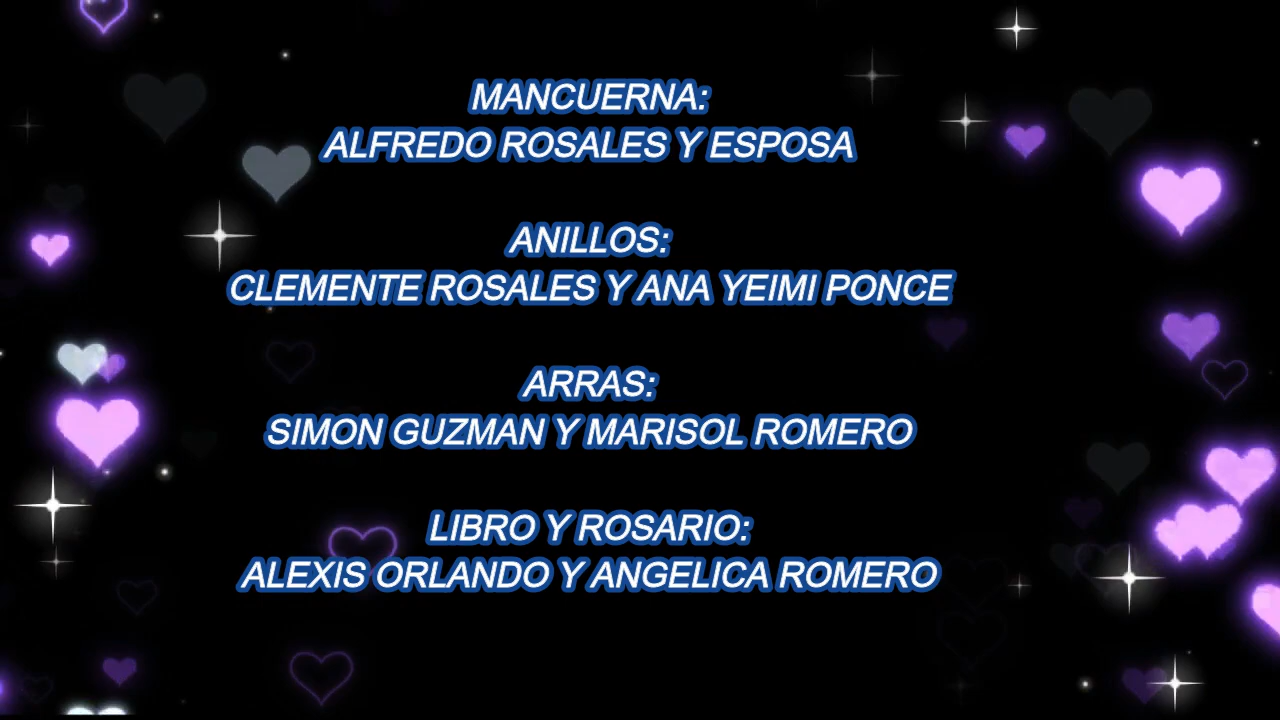 MANCUERNA:
ALFREDO ROSALES Y ESPOSA
ANILLOS:
CLEMENTE ROSALES Y ANA YEIMI PONCE
ARRAS:
SIMON GUZMAN Y MARISOL ROMERO
LIBRO Y ROSARIO:
ALEXIS ORLANDO Y ANGELICA ROMERO